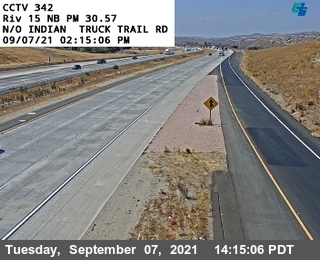 CCTV 342
Riv 15 NB PM 30.57
N/O INDIAN TRUCK TRAIL RD
09/07/21 02:15:06 PM
Tuesday, September 07, 2021 14:15:06 PDT